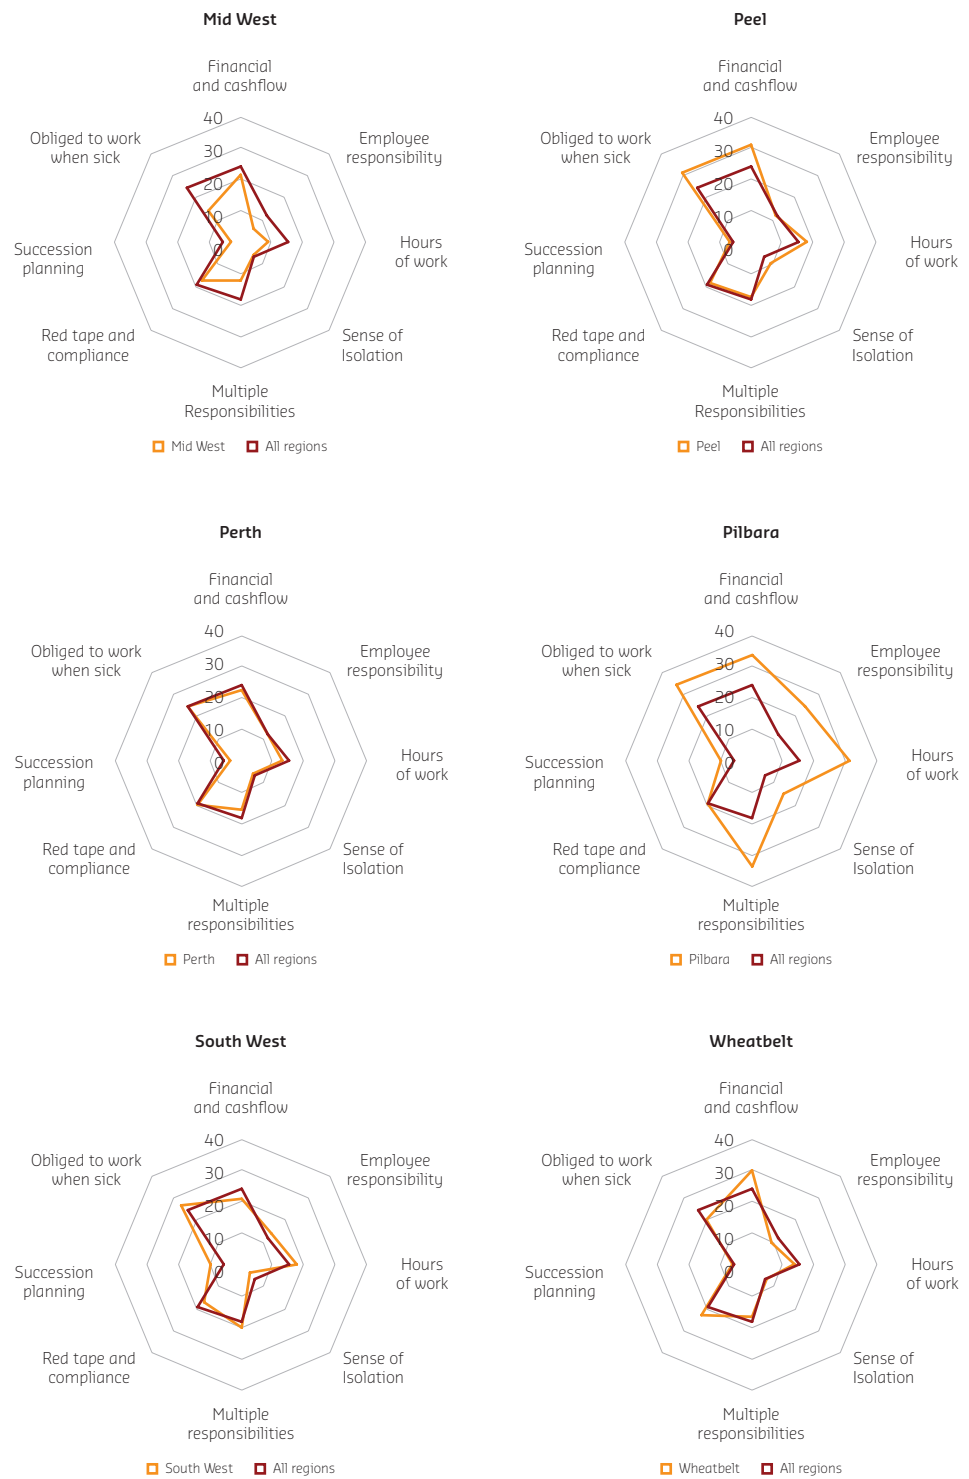 Mid West
Financial
and cashflow
Employee
responsibility
Hours
of work
Sense of
Isolation
Multiple
Responsibilities
Red tape and
compliance
Succession
planning
Obliged to work
when sick
40
30
20
10
0
Mid West
All regions
Peel
Financial
and cashflow
Employee
responsibility
Hours
of work
Sense of
Isolation
Multiple
Responsibilities
Red tape and
compliance
Succession
planning
Obliged to work
when sick
40
30
20
10
0
Peel
All regions
Perth
Financial
and cashflow
Employee
responsibility
Hours
of work
Sense of
Isolation
Multiple
responsibilities
Red tape and
compliance
Succession
planning
Obliged to work
when sick
40
30
20
10
0
Perth
All regions
Pilbara
Financial
and cashflow
Employee
responsibility
Hours
of work
Sense of
Isolation
Multiple
responsibilities
Red tape and
compliance
Succession
planning
Obliged to work
when sick
40
30
20
10
0
Pilbara
All regions
South West
Financial
and cashflow
Employee
responsibility
Hours
of work
Sense of
Isolation
Multiple
responsibilities
Red tape and
compliance
Succession
planning
Obliged to work
when sick
40
30
20
10
0
South West
All regions
Wheatbelt
Financial
and cashflow
Employee
responsibility
Hours
of work
Sense of
Isolation
Multiple
responsibilities
Red tape and
compliance
Succession
planning
Obliged to work
when sick
40
30
20
10
0
Wheatbelt
All regions